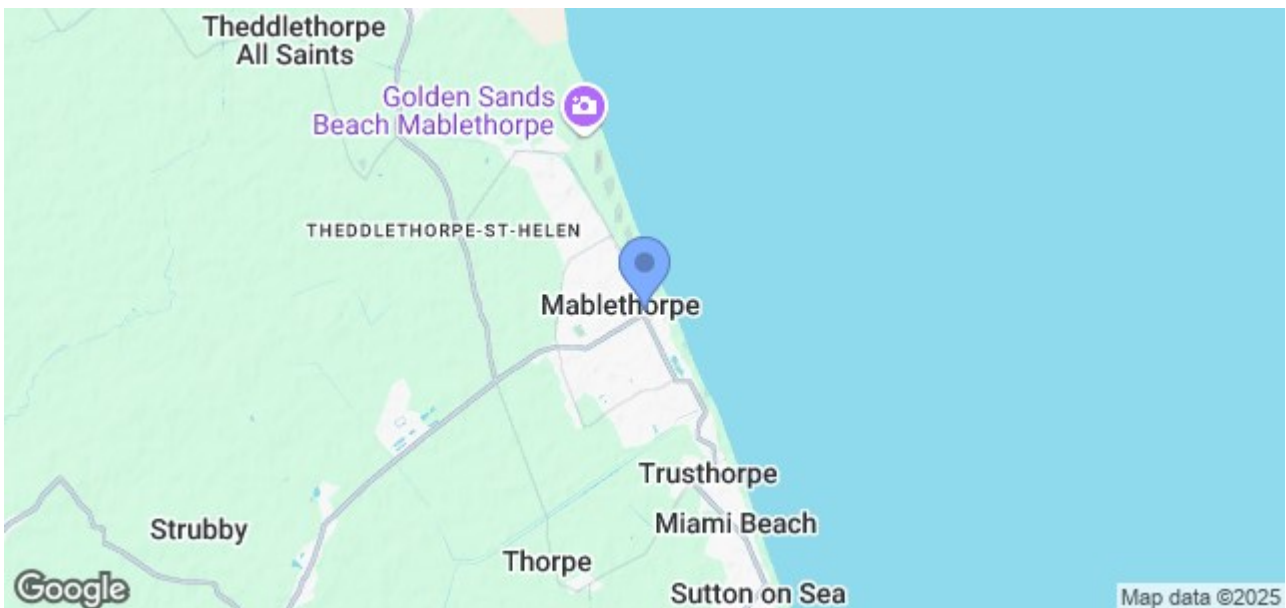 Theddlethorpe
All Saints
Golden Sands
Beach Mablethorpe
THEDDLETHORPE-ST-HELEN
Mablethorpe
Trusthorpe
Miami Beach
Strubby
Thorpe
Sutton on Sea
Google
Map data ©2025